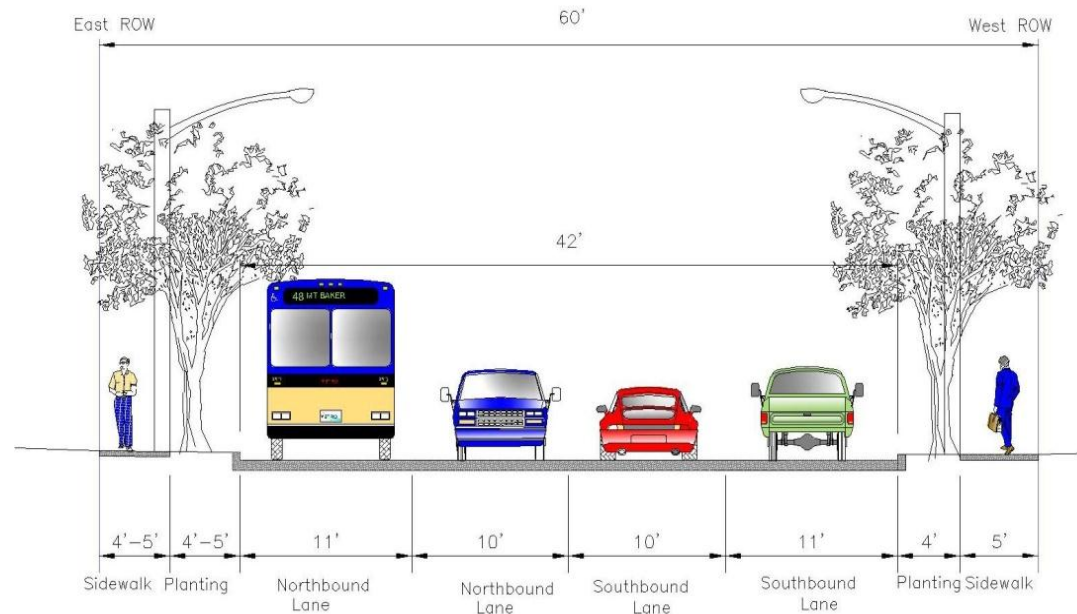 60'
East ROW
West ROW
42'
48 MT BAKER
4'-5'
4'-5'
11'
10'
10'
11'
4'
5'
Sidewalk
Planting
Northbound
Lane
Northbound
Lane
Southbound
Lane
Southbound
Lane
Planting
Sidewalk